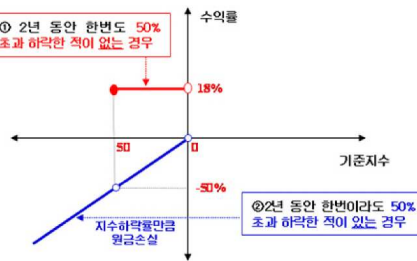 수익률
① 2년 동안 한번도 50%
초과 하락한 적이 없는 경우
18%
50
0
기준지수
-50%
②2년 동안 한번이라도 50%
초과 하락한 적이 있는 경우
지수하락률만큼
원금손실